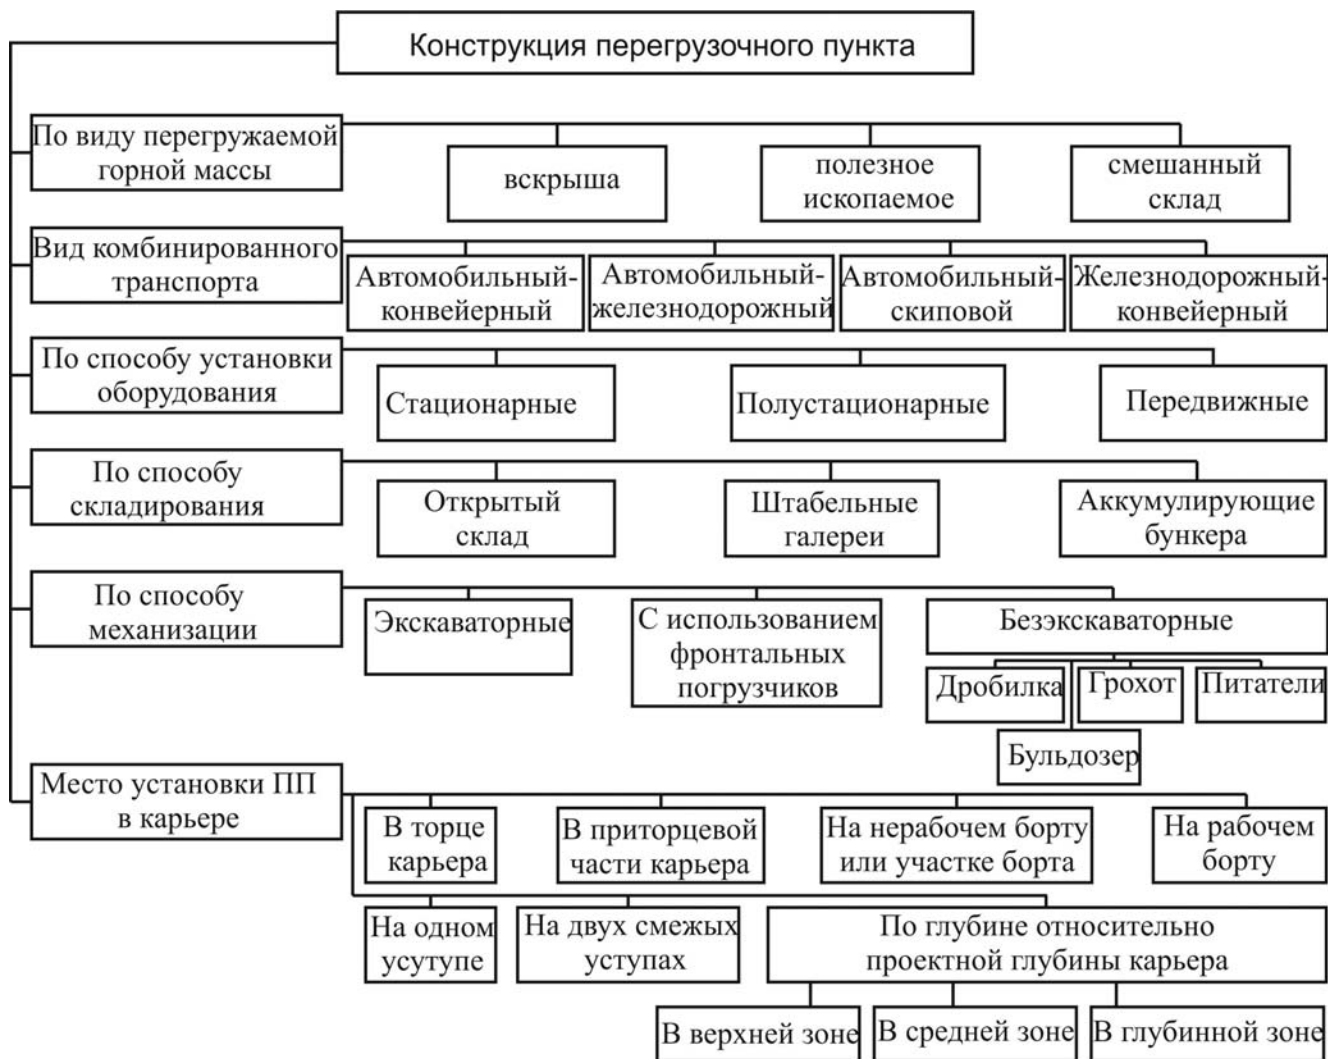 Конструкция перегрузочного пункта
По виду перегружаемой
горной массы
вскрыша
полезное
ископаемое
смешанный
склад
Вид комбинированного
транспорта
Автомобильный-
конвейерный
Автомобильный-
железнодорожный
Автомобильный-
скиповой
Железнодорожный-
конвейерный
По способу установки
оборудования
Стационарные
Полустационарные
Передвижные
По способу
складирования
Открытый
склад
Штабельные
галереи
Аккумулирующие
бункера
По способу
механизации
Экскаваторные
С использованием
фронтальных
погрузчиков
Безэкскаваторные
Дробилка
Грохот
Питатели
Бульдозер
Место установки ПП
в карьере
В торце
карьера
В приторцевой
части карьера
На нерабочем борту
или участке борта
На рабочем
борту
На одном
усутупе
На двух смежых
уступах
По глубине относительно
проектной глубины карьера
В верхней зоне
В средней зоне
В глубинной зоне